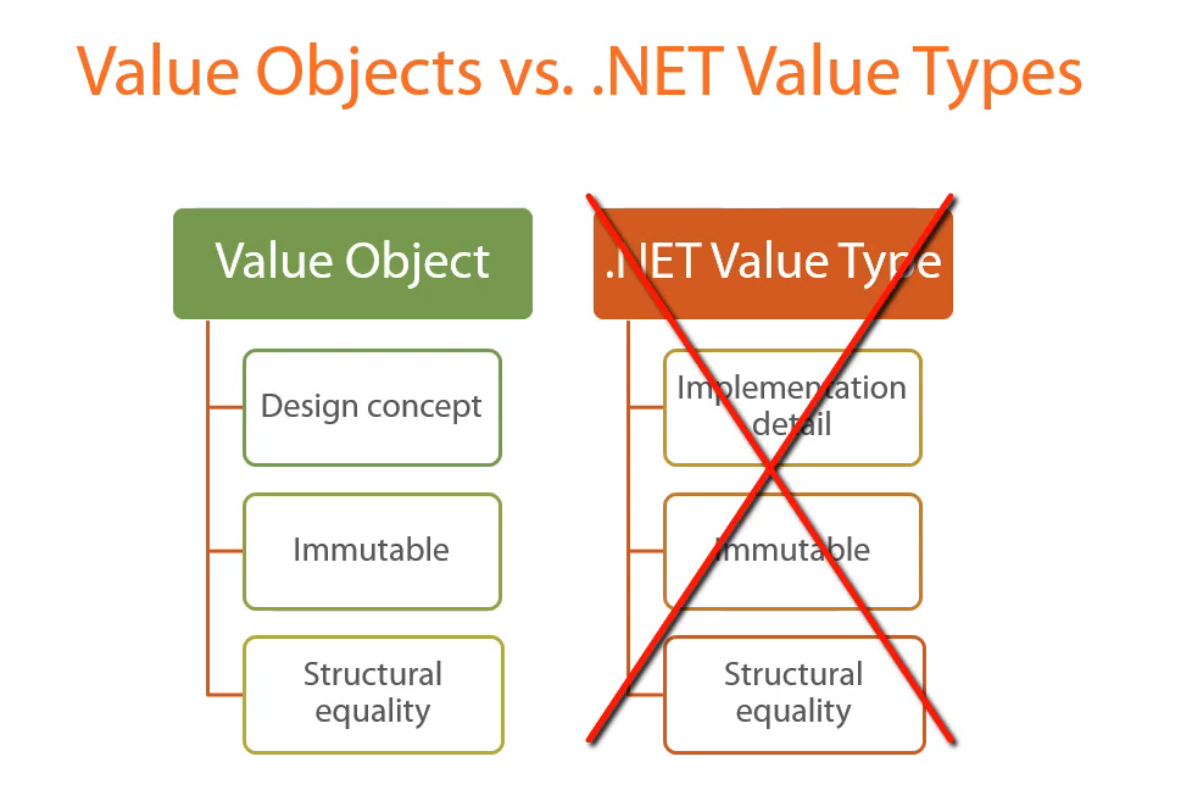 Value Objects vs. .NET Value Types
Value Object
Design concept
Immutable
Structural
equality
.NET Value Type
Implementation
detail
Immutable
Structural
equality